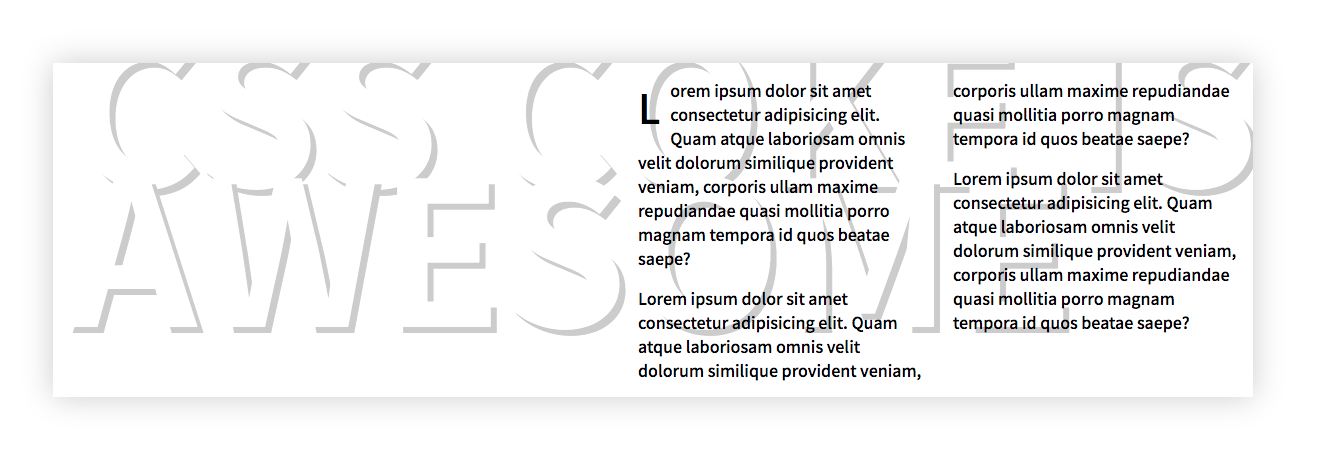 CSS COKE IS
AWESOME
Lorem ipsum dolor sit amet
consectetur adipisicing elit.
Quam atque laboriosam omnis
velit dolorum similique provident
veniam, corporis ullam maxime
repudiandae quasi mollitia porro
magnam tempora id quos beatae
saepe?
Lorem ipsum dolor sit amet
consectetur adipisicing elit. Quam
atque laboriosam omnis velit
dolorum similique provident veniam,
corporis ullam maxime repudiandae
quasi mollitia porro magnam
tempora id quos beatae saepe?
Lorem ipsum dolor sit amet
consectetur adipisicing elit. Quam
atque laboriosam omnis velit
dolorum similique provident veniam,
corporis ullam maxime repudiandae
quasi mollitia porro magnam
tempora id quos beatae saepe?